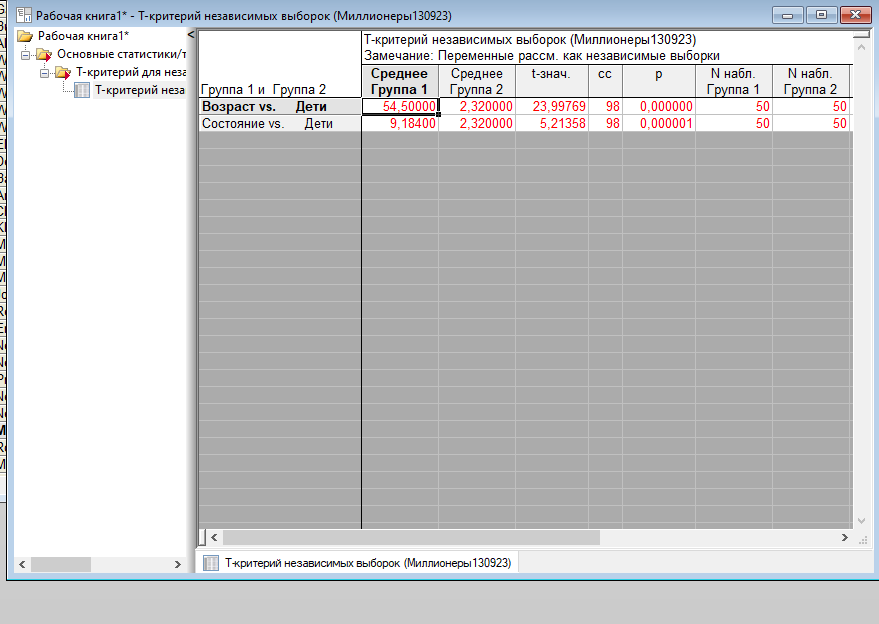 Рабочая книга1* - Т-критерий независимых выборок (Миллионеры130923)
Рабочая книга1*
Основные статистики/т
Т-критерий для неза
Т-критерий неза
Т-критерий независимых выборок (Миллионеры130923)
Замечание: Переменные рассм. как независимые выборки
Группа 1 и Группа 2 Среднее Группа 1 Среднее Группа 2 t-знач. сс p N набл. Группа 1 N набл. Группа 2
Возраст vs. Дети 54,50000 2,320000 23,99769 98 0,000000 50 50
Состояние vs. Дети 9,18400 2,320000 5,21358 98 0,000001 50 50
Т-критерий независимых выборок (Миллионеры130923)